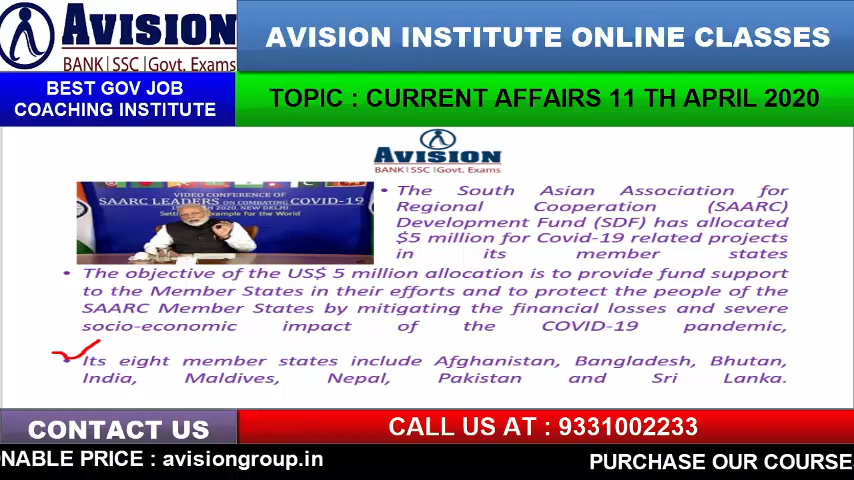 AVISION
BANK|SSC|Govt. Exams
AVISION INSTITUTE ONLINE CLASSES
BEST GOV JOB
COACHING INSTITUTE
TOPIC : CURRENT AFFAIRS 11 TH APRIL 2020
AVISION
BANK|SSC|Govt. Exams
VIDEO CONFERENCE OF
SAARC LEADERS ON COMBATING COVID-19
NEW DELHI
Example for the World
• The South Asian Association for
Regional Cooperation (SAARC)
Development Fund (SDF) has allocated
$5 million for Covid-19 related projects
in its member states
• The objective of the US$ 5 million allocation is to provide fund support
to the Member States in their efforts and to protect the people of the
SAARC Member States by mitigating the financial losses and severe
socio-economic impact of the COVID-19 pandemic,
• Its eight member states include Afghanistan, Bangladesh, Bhutan,
India, Maldives, Nepal, Pakistan and Sri Lanka.
CONTACT US
CALL US AT : 9331002233
ONABLE PRICE : avisiongroup.in
PURCHASE OUR COURSE